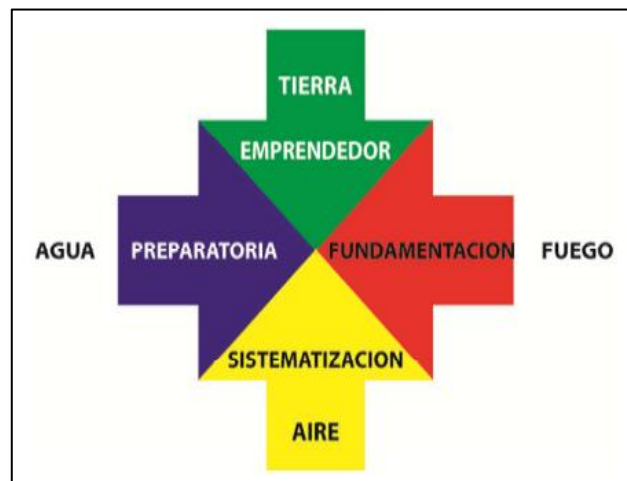 TIERRA
EMPRENDEDOR
AGUA
PREPARATORIA
FUNDAMENTACION
FUEGO
SISTEMATIZACION
AIRE